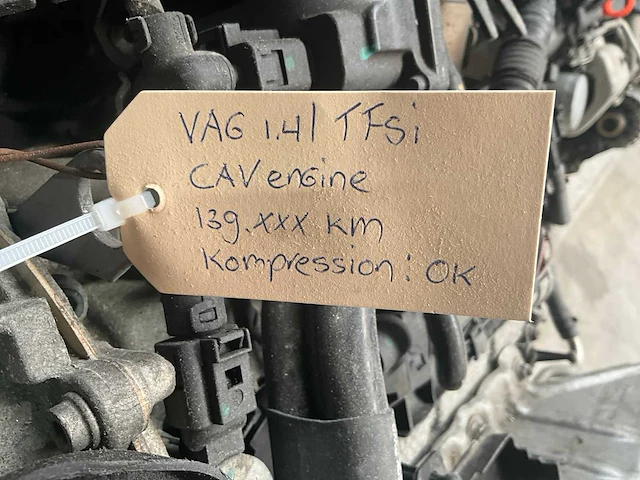 VAG 1.4l TFSi
CAV engine
139.xxx km
Kompression: OK